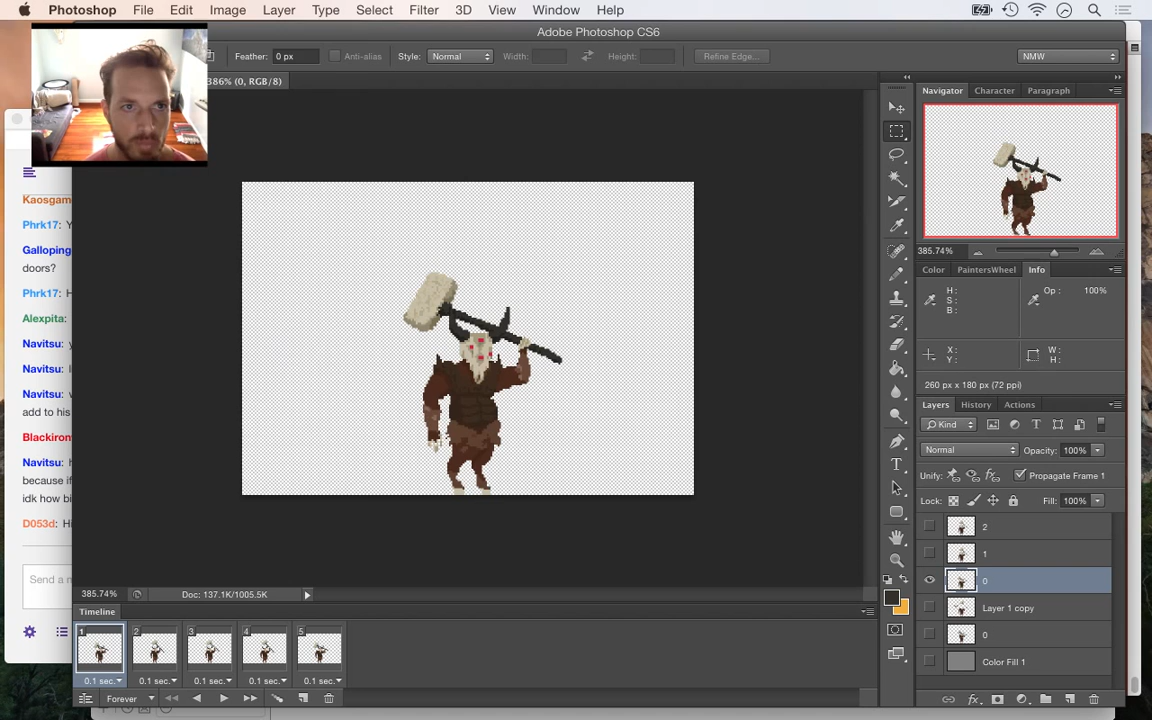 Photoshop File Edit Image Layer Type Select Filter 3D View Window Help
Adobe Photoshop CS6
Feather: 0 px Anti-alias Style: Normal Width: Height: Refine Edge... NMW
386% (0, RGB/8)
Navigator Character Paragraph
385.74%
Color PaintersWheel Info
H: Op: 100%
S:
B:
X: W:
Y: H:
260 px x 180 px (72 ppi)
Layers History Actions
Kind
Normal Opacity: 100%
Unify: Propagate Frame 1
Lock: Fill: 100%
2
1
0
Layer 1 copy
0
Color Fill 1
Kaosgam
Phrk17: Y
Galloping
doors?
Phrk17: H
Alexpita:
Navitsu: y
Navitsu: I
Navitsu: w
add to his
Blackiron
Navitsu: h
because if
idk how bi
D053d: Hi
Send a m
385.74% Doc: 137.1K/1005.5K
Timeline
1 2 3 4 5
0.1 sec. 0.1 sec. 0.1 sec. 0.1 sec. 0.1 sec.
Forever